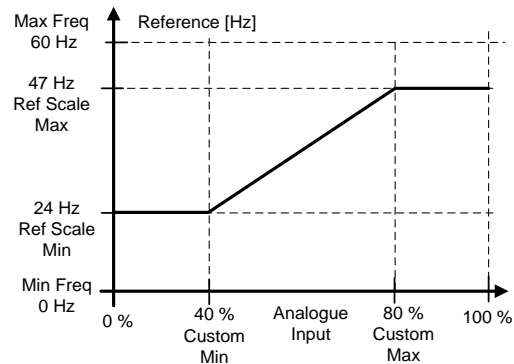 Max Freq
60 Hz
Reference [Hz]
47 Hz
Ref Scale
Max
24 Hz
Ref Scale
Min
Min Freq
0 Hz
0 %
40 %
Custom
Min
Analogue
Input
80 %
Custom
Max
100 %